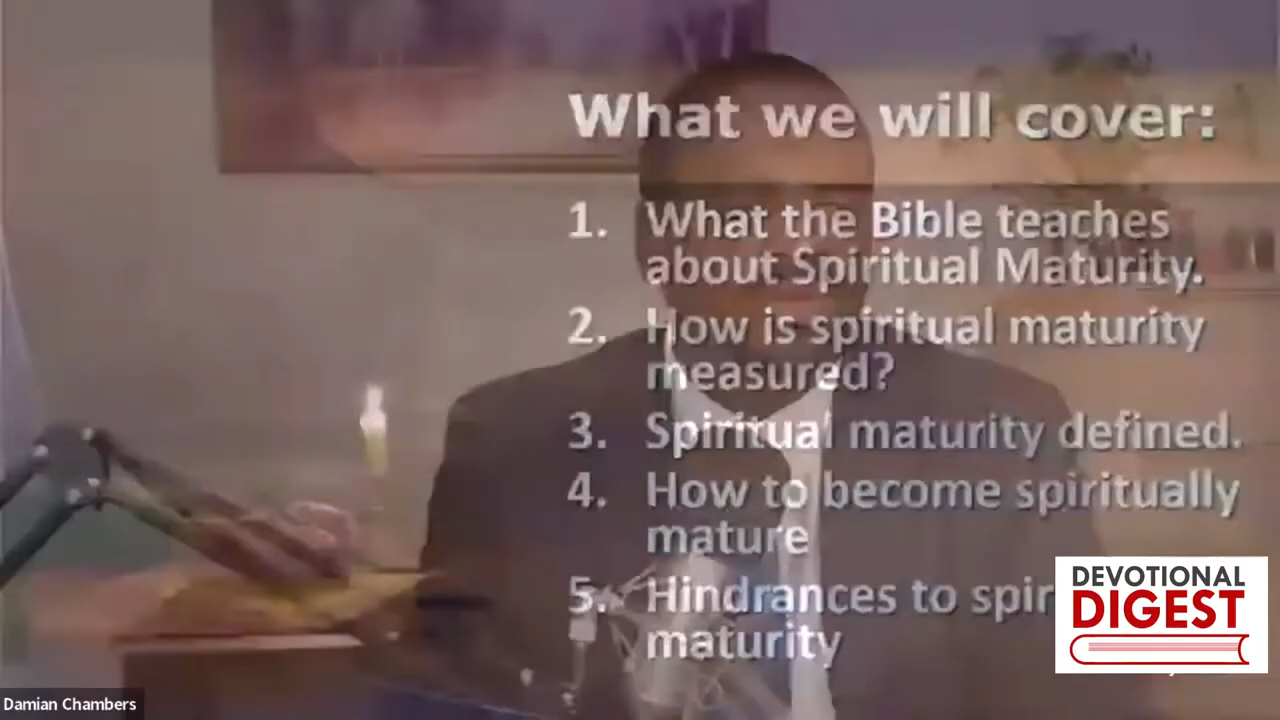 What we will cover:
1. What the Bible teaches
about Spiritual Maturity.
2. How is spiritual maturity
measured?
3. Spiritual maturity defined.
4. How to become spiritually
mature
5. Hindrances to spir
maturity
DEVOTIONAL
DIGEST
Damian Chambers